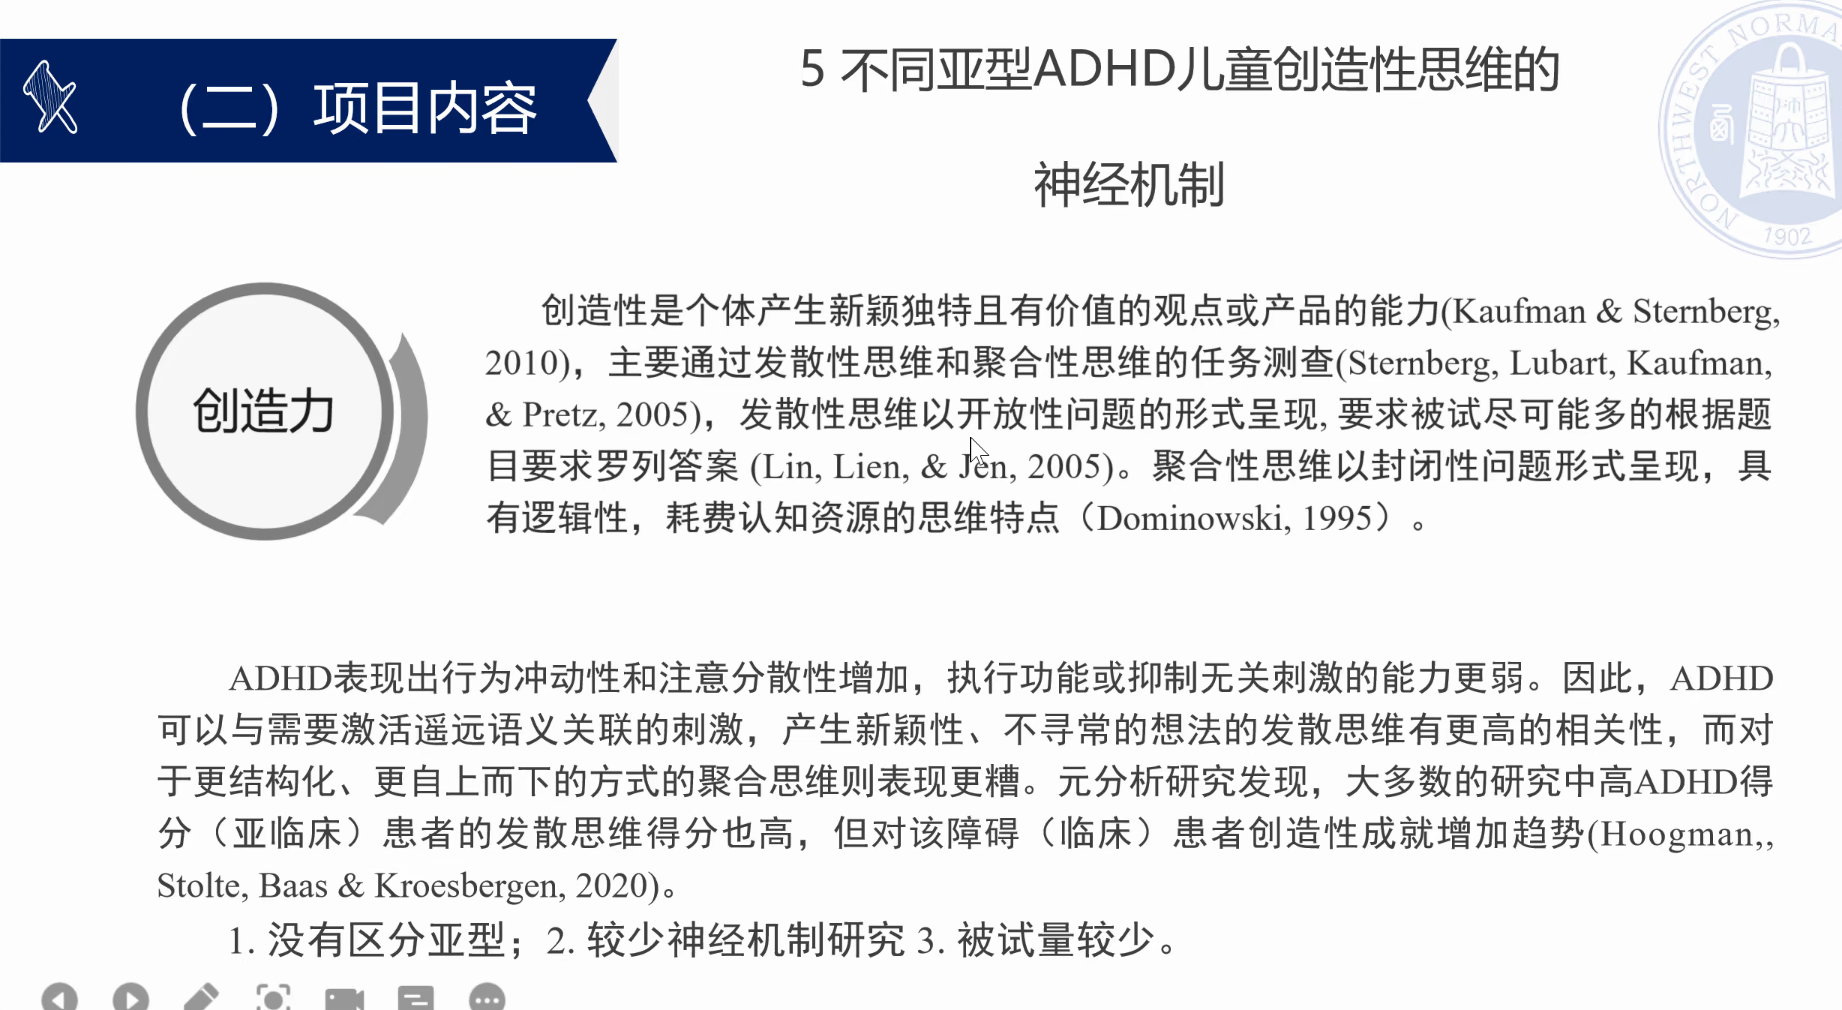 （二）项目内容
5 不同亚型ADHD儿童创造性思维的
神经机制
NORTHWEST NORMA
1902
创造力
创造性是个体产生新颖独特且有价值的观点或产品的能力(Kaufman & Sternberg,
2010)，主要通过发散性思维和聚合性思维的任务测查(Sternberg, Lubart, Kaufman,
& Pretz, 2005)，发散性思维以开放性问题的形式呈现, 要求被试尽可能多的根据题
目要求罗列答案 (Lin, Lien, & Jen, 2005)。聚合性思维以封闭性问题形式呈现，具
有逻辑性，耗费认知资源的思维特点（Dominowski, 1995）。
ADHD表现出行为冲动性和注意分散性增加，执行功能或抑制无关刺激的能力更弱。因此，ADHD
可以与需要激活遥远语义关联的刺激，产生新颖性、不寻常的想法的发散思维有更高的相关性，而对
于更结构化、更自上而下的方式的聚合思维则表现更糟。元分析研究发现，大多数的研究中高ADHD得
分（亚临床）患者的发散思维得分也高，但对该障碍（临床）患者创造性成就增加趋势(Hoogman,,
Stolte, Baas & Kroesbergen, 2020)。
1. 没有区分亚型；2. 较少神经机制研究 3. 被试量较少。